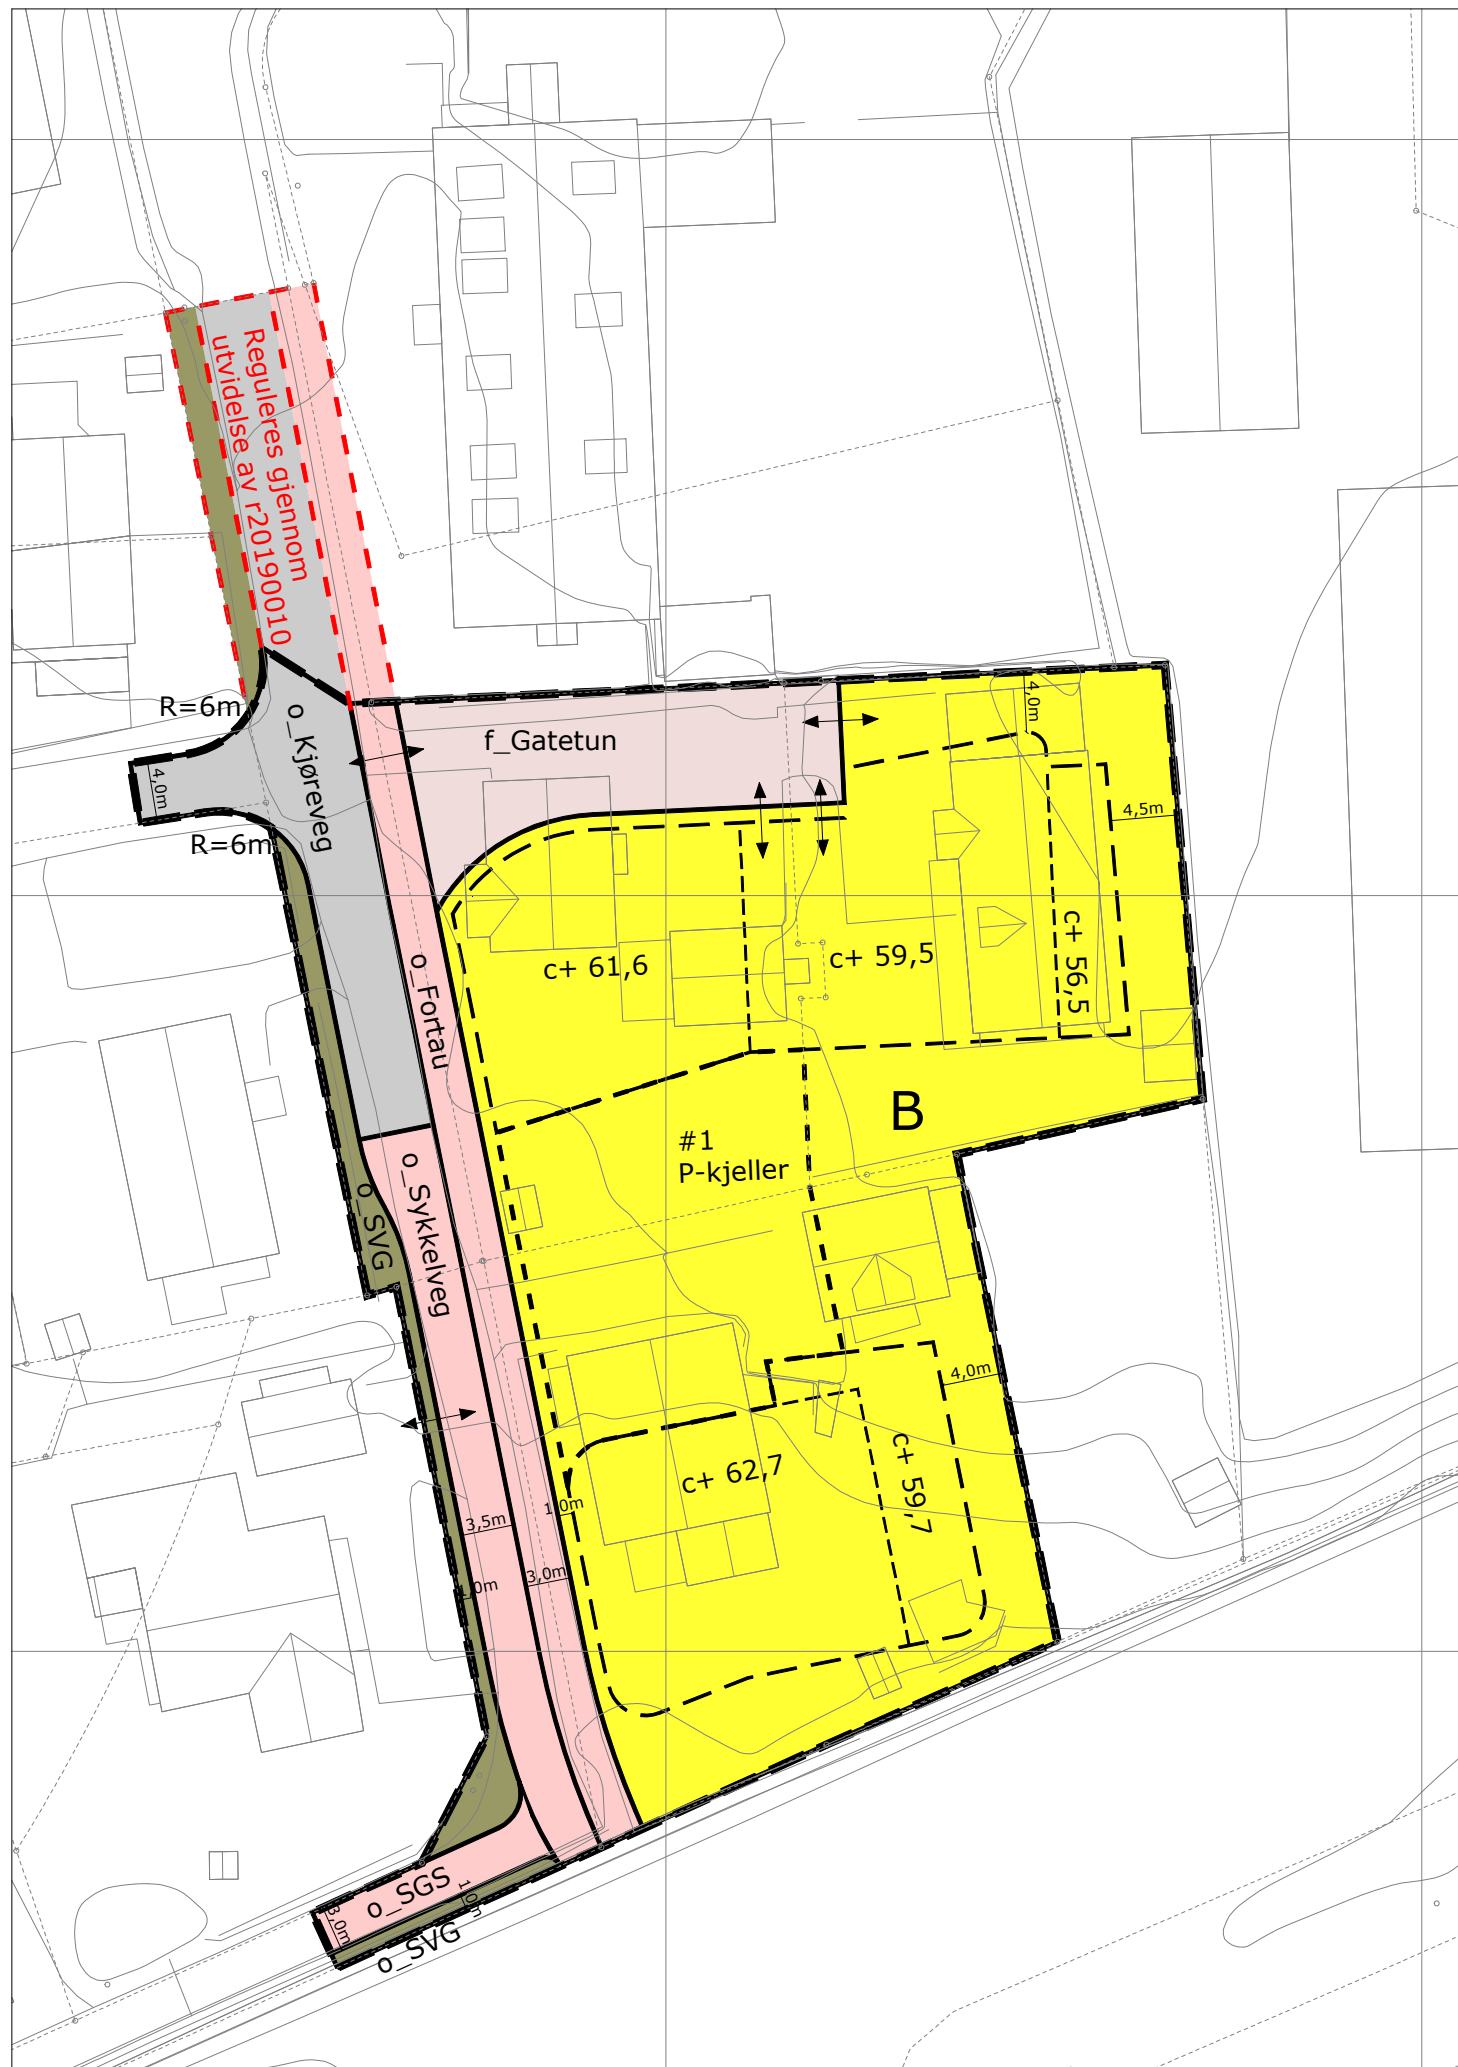 Reguleres gjennom
utvidelse av r20190010
R=6m
o_Kjøreveg
4,0m
R=6m
f_Gatetun
4,0m
4,5m
c+ 61,6
c+ 59,5
c+ 56,5
o_Fortau
B
#1
P-kjeller
o_SVG
o_Sykkelveg
4,0m
c+ 62,7
c+ 59,7
1,0m
3,5m
3,0m
1,0m
o_SGS
1,0m
3,0m
o_SVG